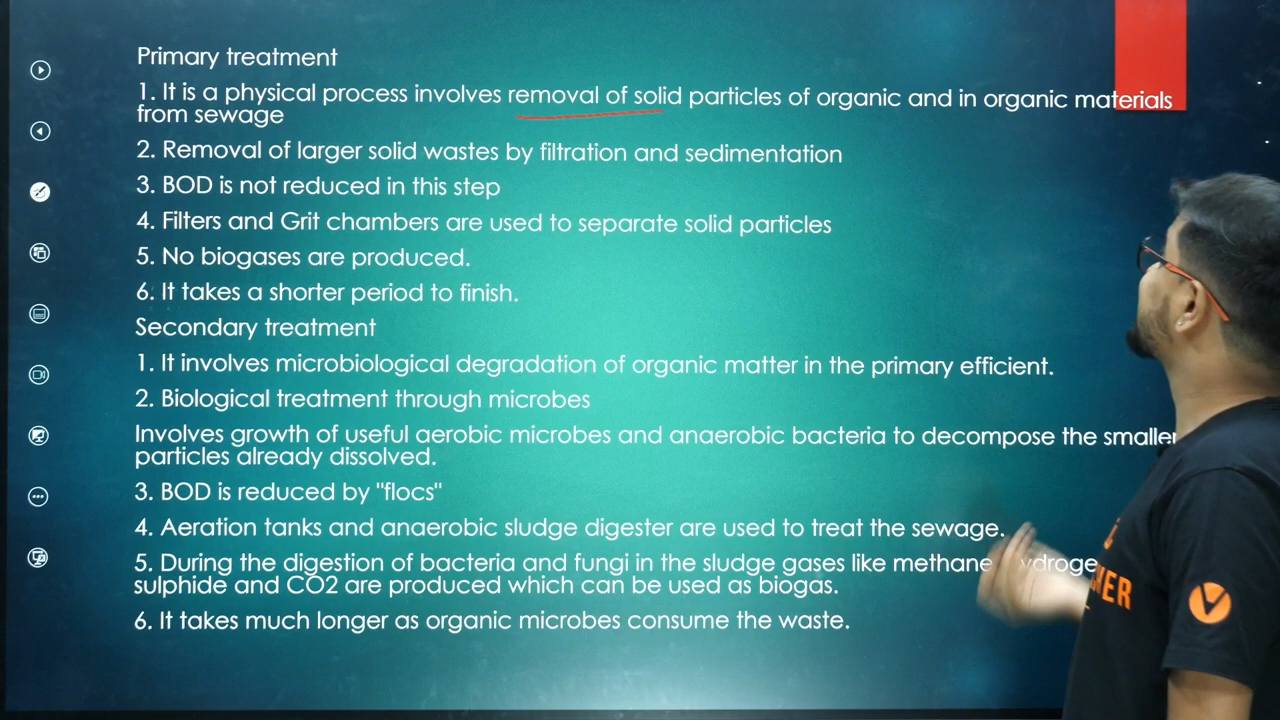 Primary treatment
1. It is a physical process involves removal of solid particles of organic and in organic materials
from sewage
2. Removal of larger solid wastes by filtration and sedimentation
3. BOD is not reduced in this step
4. Filters and Grit chambers are used to separate solid particles
5. No biogases are produced.
6. It takes a shorter period to finish.
Secondary treatment
1. It involves microbiological degradation of organic matter in the primary efficient.
2. Biological treatment through microbes
Involves growth of useful aerobic microbes and anaerobic bacteria to decompose the smaller
particles already dissolved.
3. BOD is reduced by "flocs"
4. Aeration tanks and anaerobic sludge digester are used to treat the sewage.
5. During the digestion of bacteria and fungi in the sludge gases like methane
sulphide and CO2 are produced which can be used as biogas.
6. It takes much longer as organic microbes consume the waste.